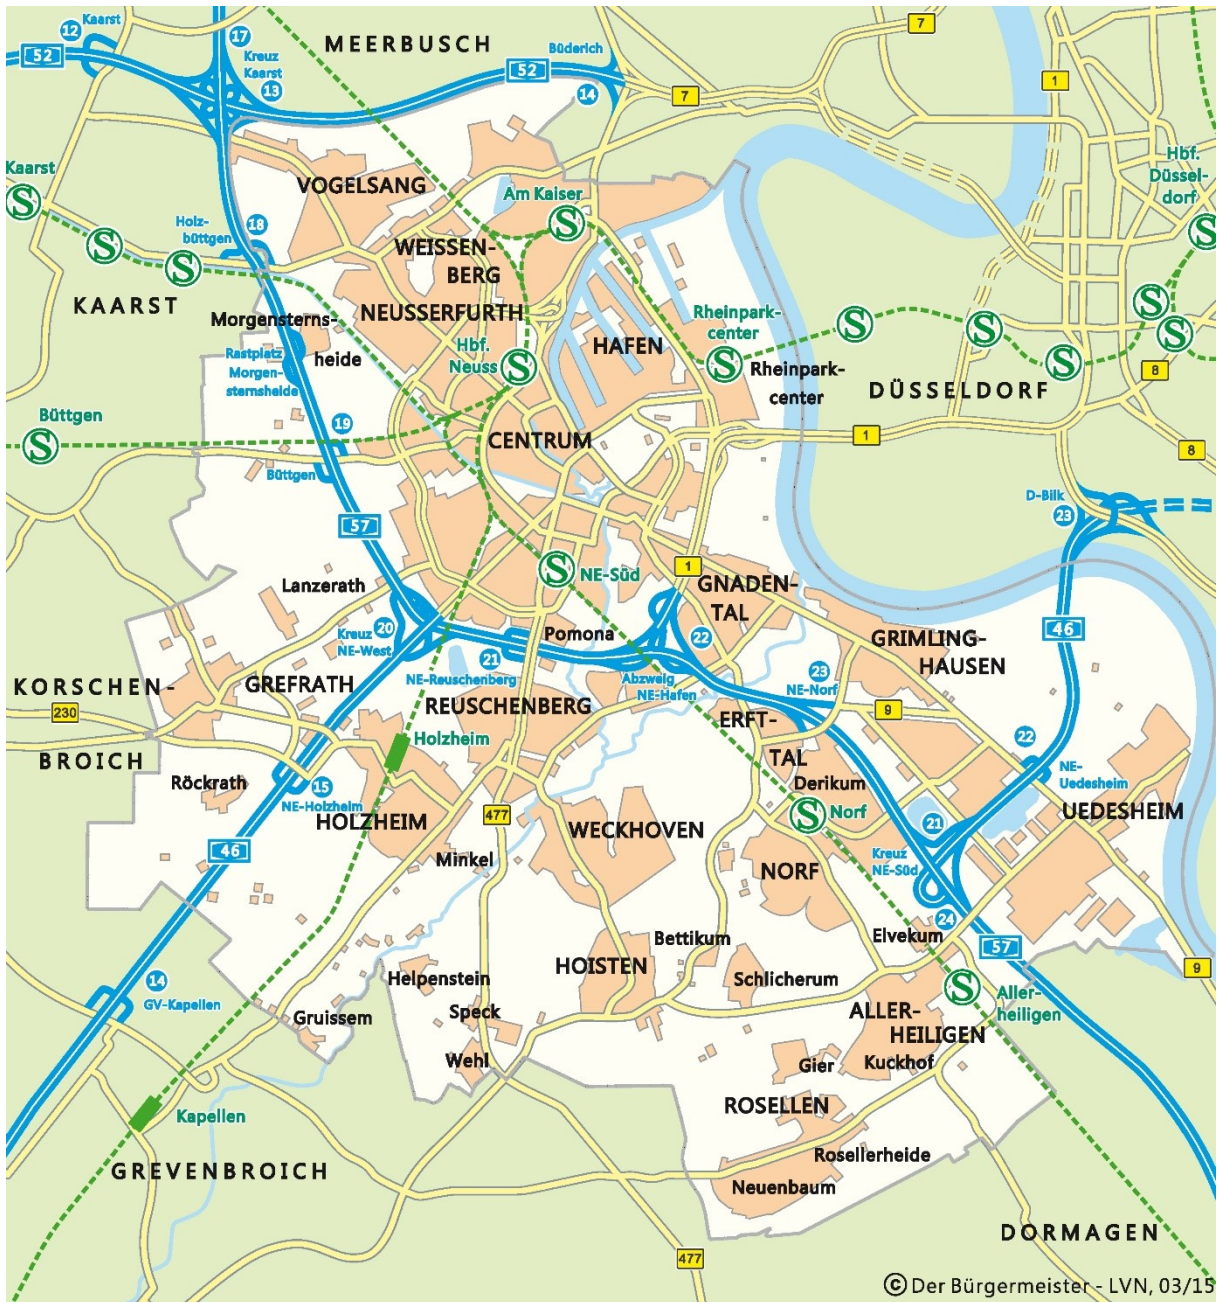 12
Kaarst
52
17
Kreuz
Kaarst
13
MEERBUSCH
Büderich
52
14
7
7
1
Kaarst
S
S
S
Holz-
büttgen
18
VOGELSANG
Am Kaiser
S
Hbf.
Düssel-
dorf
S
WEISSEN-
BERG
KAARST
NEUSSERFURTH
Morgensterns-
heide
Rastplatz
Morgen-
sternsheide
Hbf.
Neuss
S
HAFEN
Rheinpark-
center
S
Rheinpark-
center
S
S
S
S
S
8
DÜSSELDORF
Büttgen
S
19
Büttgen
CENTRUM
1
8
57
D-Bilk
23
Lanzerath
S
NE-Süd
1
GNADEN-
TAL
20
Kreuz
NE-West
Pomona
21
NE-Reuschenberg
22
Abzweig
NE-Hafen
GRIMLING-
HAUSEN
46
KORSCHEN-
BROICH
230
GREFRATH
REUSCHENBERG
23
NE-Norf
9
ERFT-
TAL
22
NE-
Uedesheim
Holzheim
Röckrath
15
NE-Holzheim
HOLZHEIM
477
Derikum
S
Norf
UEDESHEIM
46
Minkel
WECKHOVEN
NORF
21
Kreuz
NE-Süd
24
57
Elvekum
Bettikum
HOISTEN
Schlicherum
9
14
GV-Kapellen
Helpenstein
Gruissem
Speck
Wehl
S
Aller-
heiligen
ALLER-
HEILIGEN
Gier
Kuckhof
Kapellen
ROSELLEN
Rosellerheide
Neuenbaum
GREVENBROICH
DORMAGEN
477
© Der Bürgermeister - LVN, 03/15